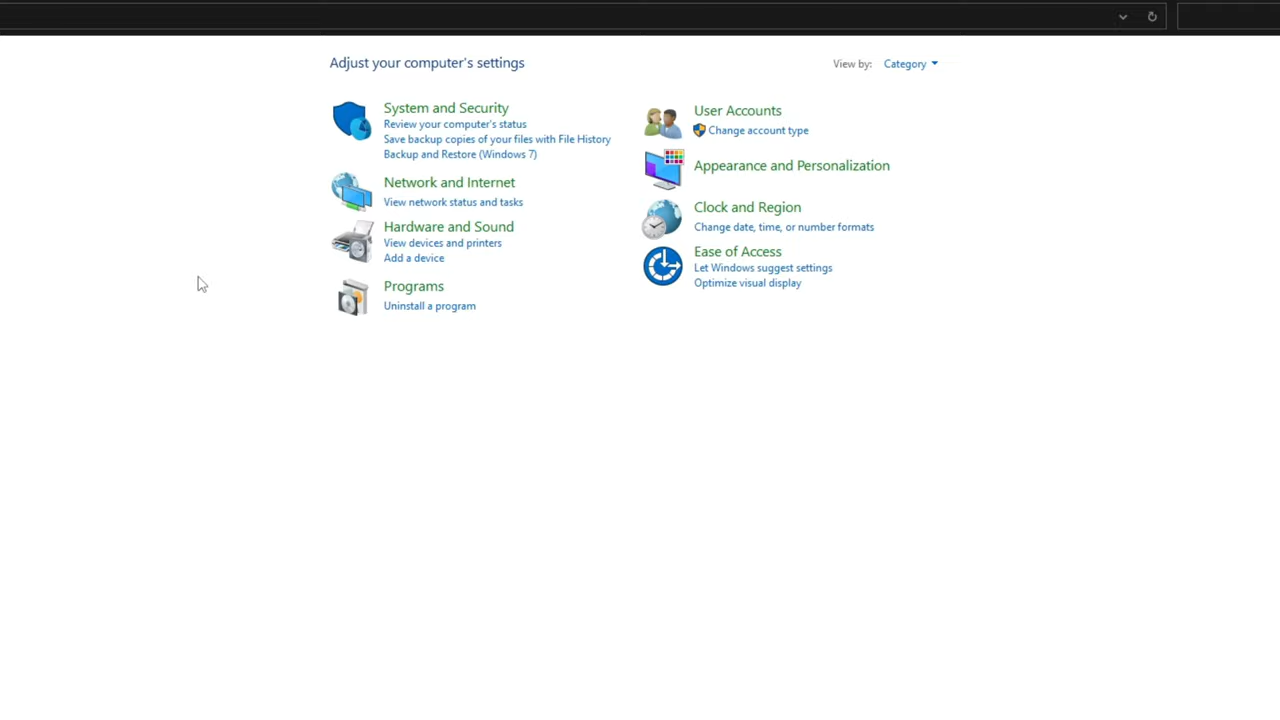 Adjust your computer's settings
View by: Category
System and Security
Review your computer's status
Save backup copies of your files with File History
Backup and Restore (Windows 7)
Network and Internet
View network status and tasks
Hardware and Sound
View devices and printers
Add a device
Programs
Uninstall a program
User Accounts
Change account type
Appearance and Personalization
Clock and Region
Change date, time, or number formats
Ease of Access
Let Windows suggest settings
Optimize visual display